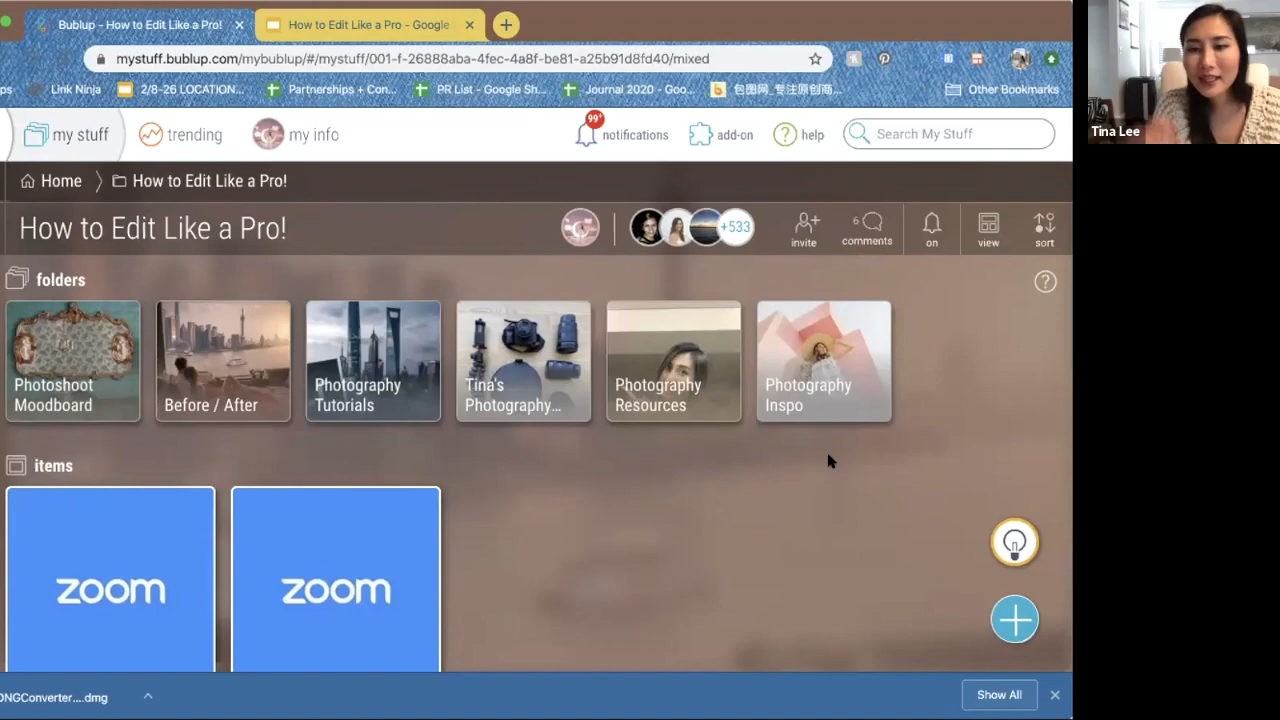 Bublup - How to Edit Like a Pro!
How to Edit Like a Pro - Google
mystuff.bublup.com/mybublup/#/mystuff/001-f-26888aba-4fec-4a8f-be81-a25b91d8fd40/mixed
ps
Link Ninja
2/8-26 LOCATION...
Partnerships + Con...
PR List - Google Sh...
Journal 2020 - Goo...
包图网_专注原创商...
Other Bookmarks
Tina Lee
my stuff
trending
my info
99+
notifications
add-on
help
Search My Stuff
Home
How to Edit Like a Pro!
How to Edit Like a Pro!
+533
invite
6
comments
on
view
sort
folders
Photoshoot
Moodboard
Before / After
Photography
Tutorials
Tina's
Photography...
Photography
Resources
Photography
Inspo
items
zoom
zoom
ONGConverter....dmg
Show All